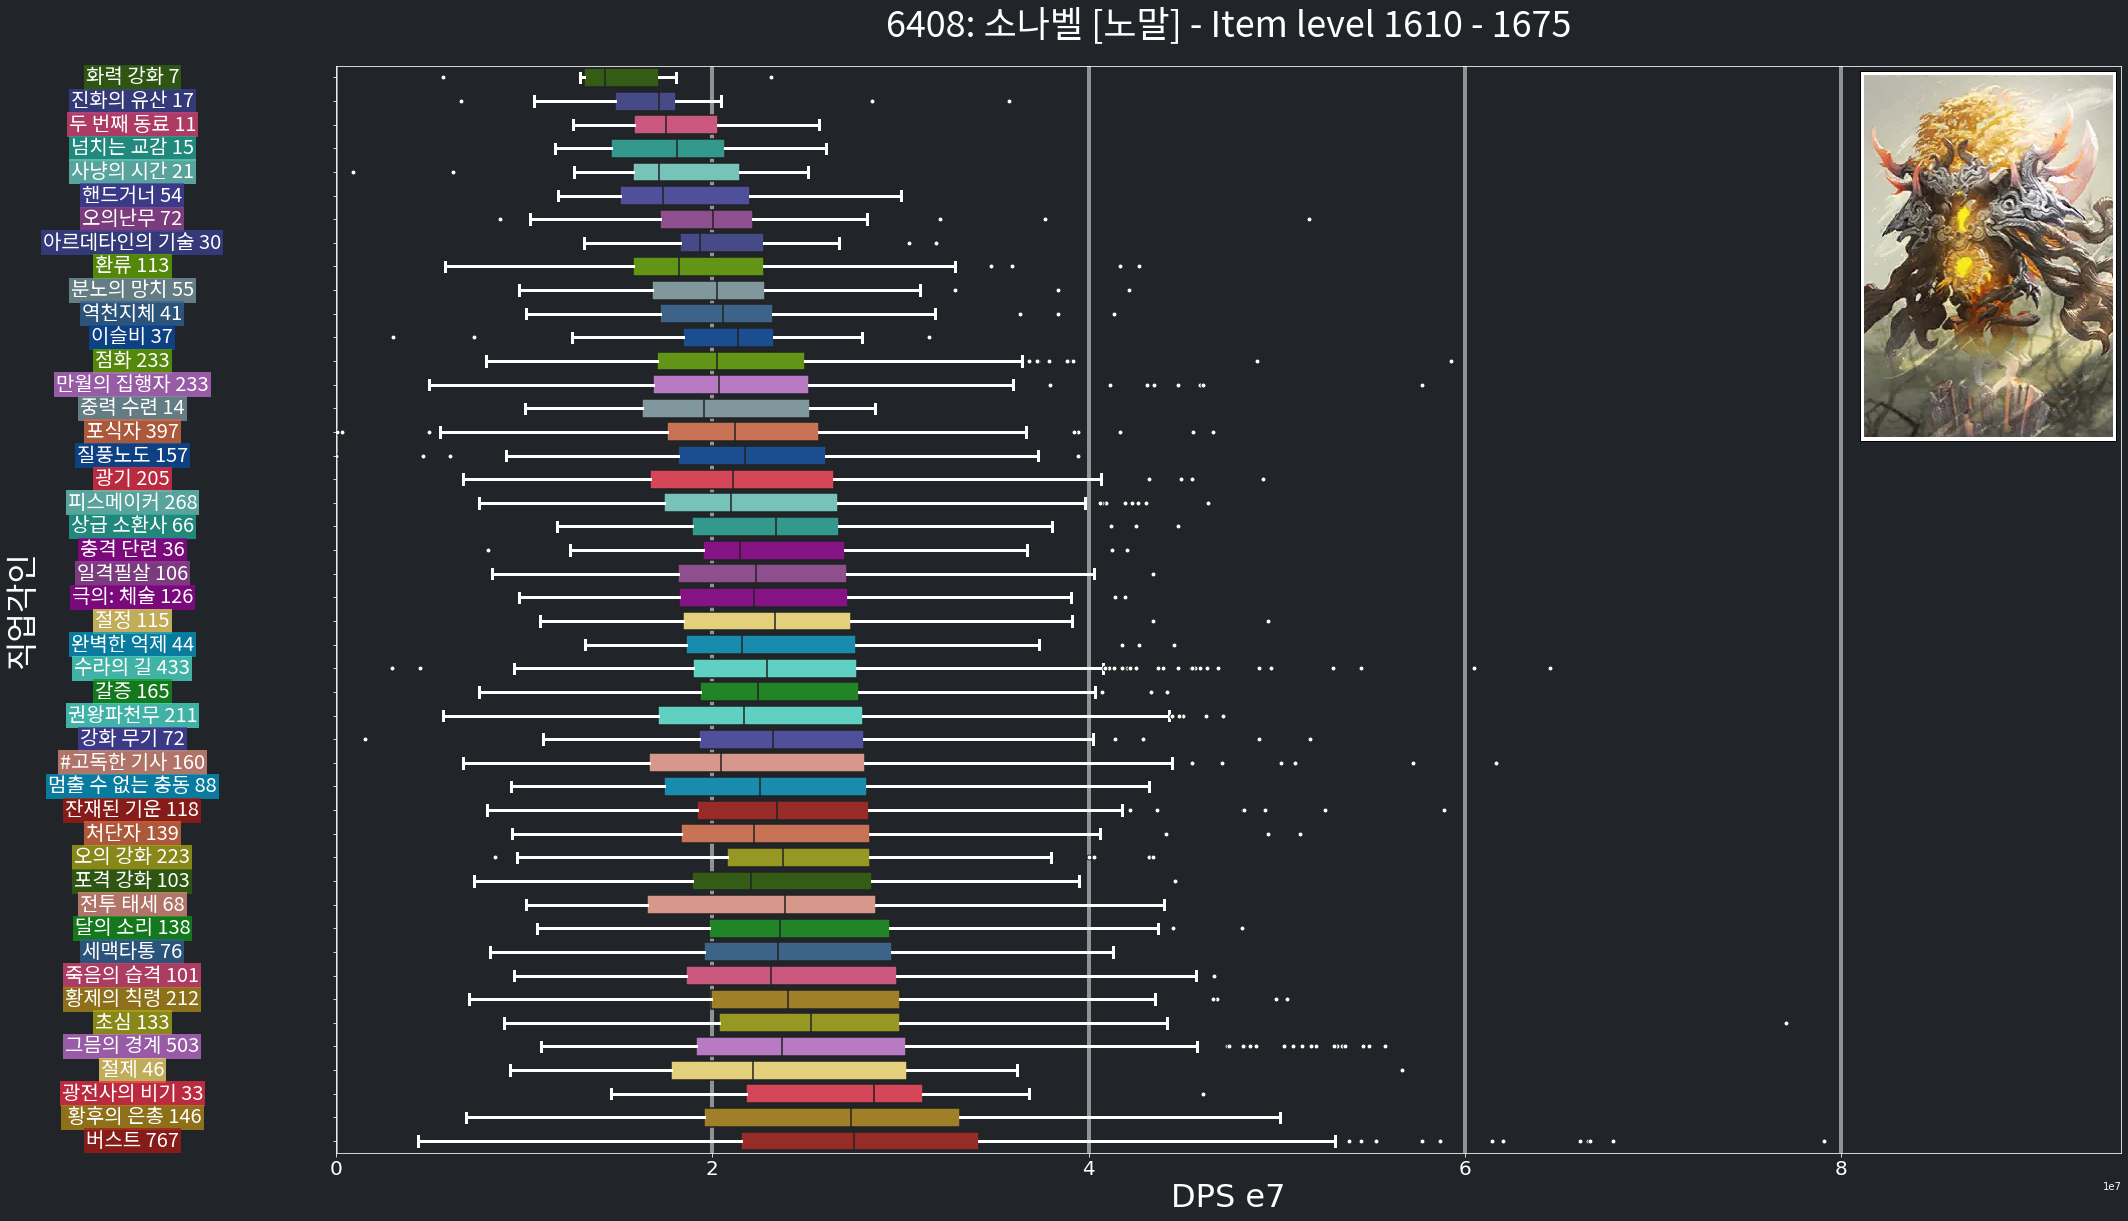 6408: 소나벨 [노말] - Item level 1610 - 1675
직업각인
화력 강화 7
진화의 유산 17
두 번째 동료 11
넘치는 교감 15
사냥의 시간 21
핸드거너 54
오의난무 72
아르데타인의 기술 30
환류 113
분노의 망치 55
역천지체 41
이슬비 37
점화 233
만월의 집행자 233
중력 수련 14
포식자 397
질풍노도 157
광기 205
피스메이커 268
상급 소환사 66
충격 단련 36
일격필살 106
극의: 체술 126
절정 115
완벽한 억제 44
수라의 길 433
갈증 165
권왕파천무 211
강화 무기 72
#고독한 기사 160
멈출 수 없는 충동 88
잔재된 기운 118
처단자 139
오의 강화 223
포격 강화 103
전투 태세 68
달의 소리 138
세맥타통 76
죽음의 습격 101
황제의 칙령 212
초심 133
그믐의 경계 503
절제 46
광전사의 비기 33
황후의 은총 146
버스트 767
0 2 4 6 8
1e7
DPS e7